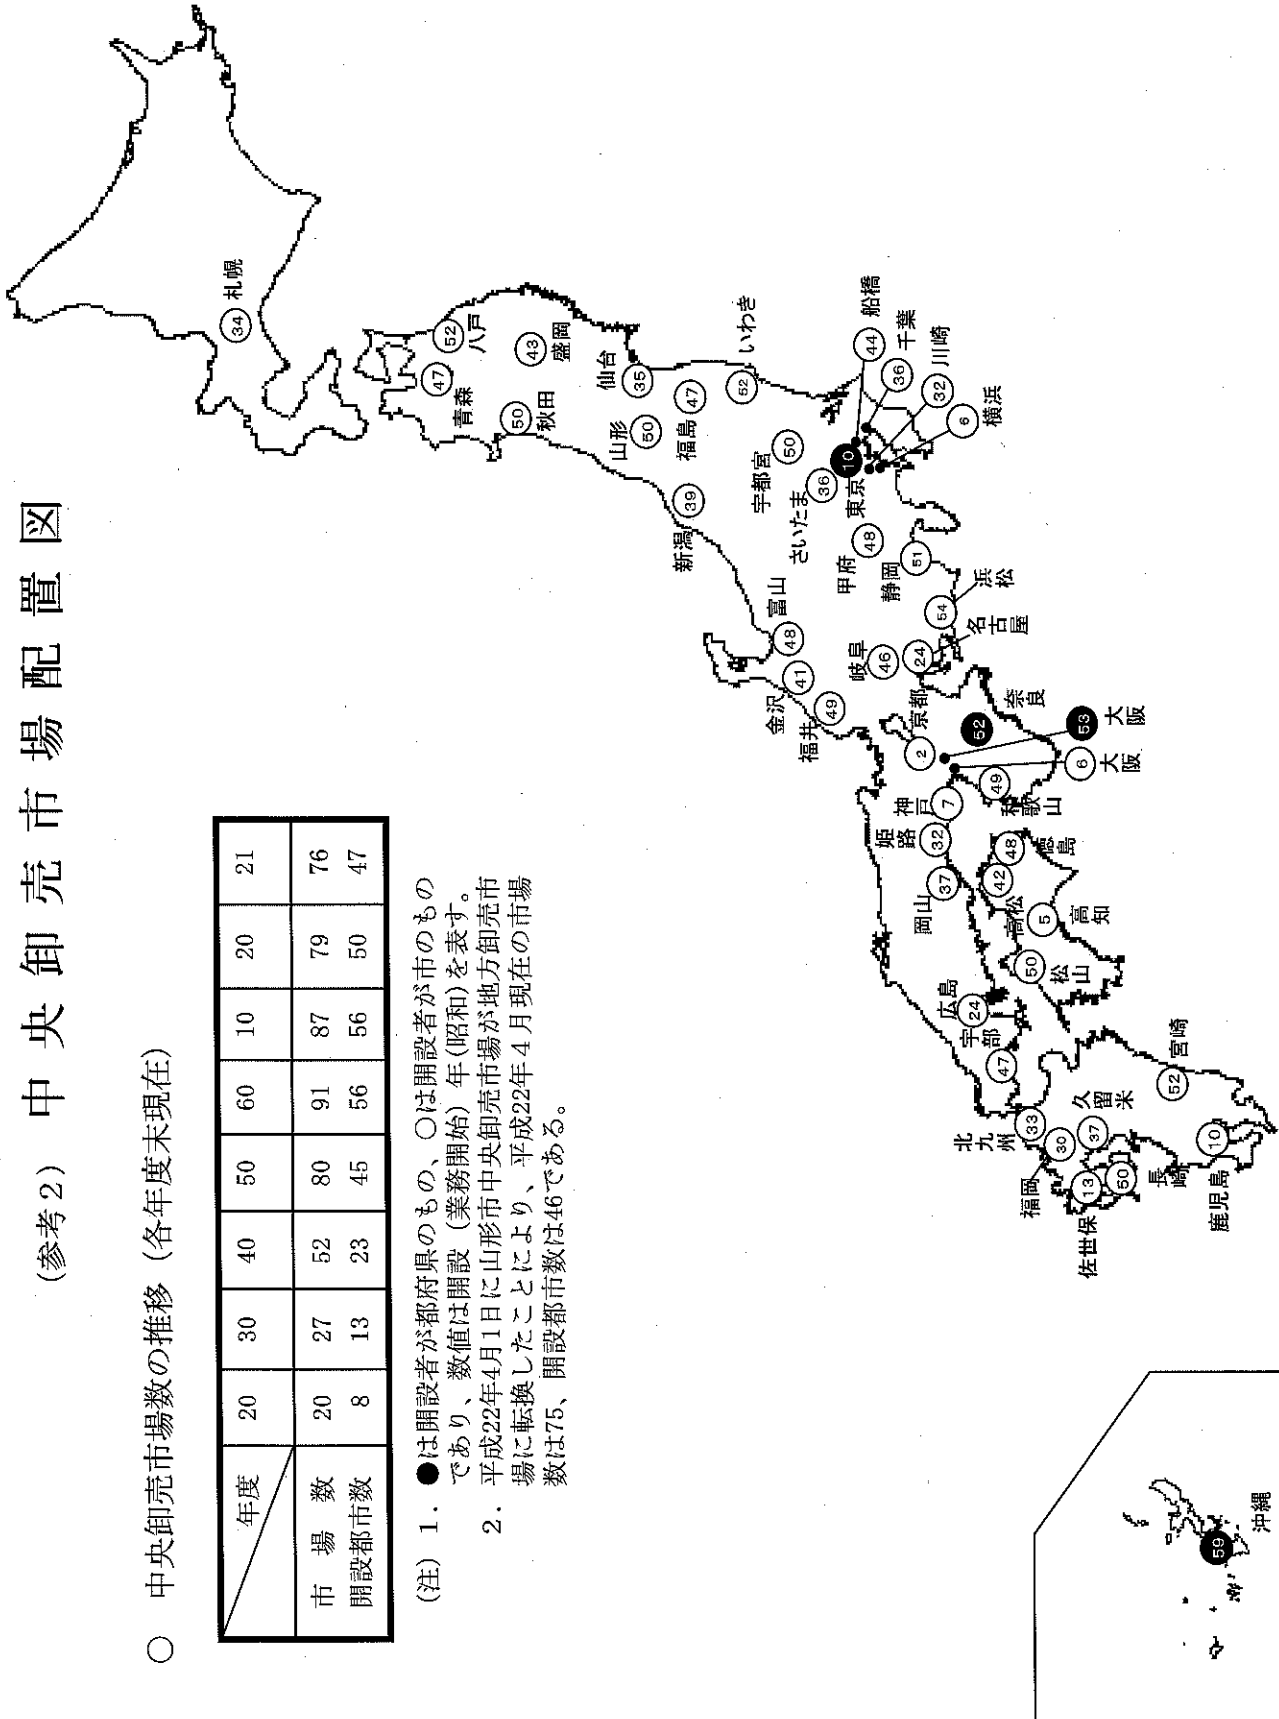 (参考2) 中央卸売市場配置図
○ 中央卸売市場数の推移(各年度末現在)
年度 20 30 40 50 60 10 20 21
市場数 20 27 52 80 91 87 79 76
開設都市数 8 13 23 45 56 56 50 47
(注) 1. ●は開設者が都府県のもの、○は開設者が市のもの
であり、数値は開設(業務開始)年(昭和)を表す。
2. 平成22年4月1日に山形市中央卸売市場が地方卸売市
場に転換したことにより、平成22年4月現在の市場
数は75、開設都市数は46である。
34 札幌
47 青森
52 八戸
43 盛岡
50 秋田
35 仙台
50 山形
47 福島
52 いわき
39 新潟
50 宇都宮
36 さいたま
10 東京
44 船橋
36 千葉
32 川崎
6 横浜
48 甲府
51 静岡
54 浜松
24 名古屋
46 岐阜
48 富山
41 金沢
49 福井
2 京都
52 奈良
53 大阪
6 大阪
49 和歌山
7 神戸
32 姫路
37 岡山
24 広島
47 宇部
48 徳島
42 高松
5 高知
50 松山
33 北九州
30 福岡
37 久留米
13 佐世保
50 長崎
52 宮崎
10 鹿児島
59 沖縄